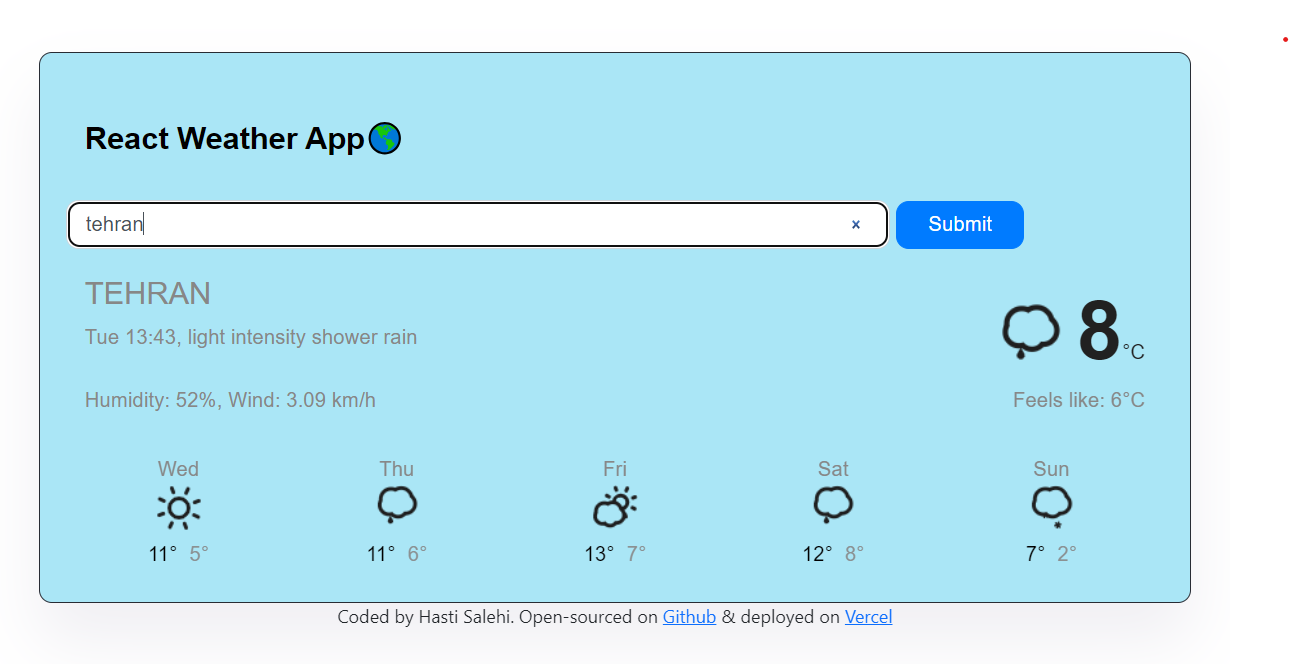 React Weather App
tehran × Submit
TEHRAN
Tue 13:43, light intensity shower rain
8 °C
Humidity: 52%, Wind: 3.09 km/h Feels like: 6°C
Wed Thu Fri Sat Sun
11° 5° 11° 6° 13° 7° 12° 8° 7° 2°
Coded by Hasti Salehi. Open-sourced on Github & deployed on Vercel